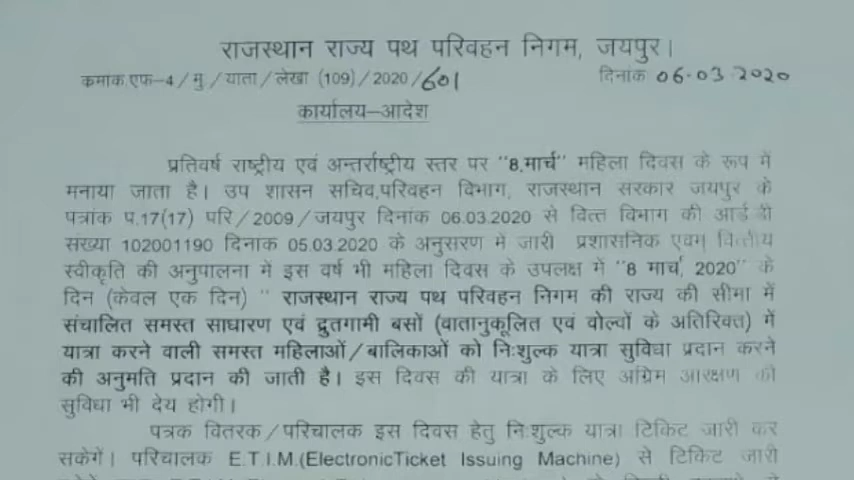 राजस्थान राज्य पथ परिवहन निगम, जयपुर।
कमाक.एफ–4/मु/याता/लेखा (109)/2020/601 दिनांक 06.03.2020
कार्यालय–आदेश
प्रतिवर्ष राष्ट्रीय एवं अन्तर्राष्ट्रीय स्तर पर "8,मार्च" महिला दिवस के रूप में
मनाया जाता है। उप शासन सचिव,परिवहन विभाग, राजस्थान सरकार जयपुर के
पत्रांक प.17(17) परि/2009/जयपुर दिनांक 06.03.2020 से वित्त विभाग की आई डी
संख्या 102001190 दिनांक 05.03.2020 के अनुसरण में जारी प्रशासनिक एवम् वित्तीय
स्वीकृति की अनुपालना में इस वर्ष भी महिला दिवस के उपलक्ष में "8 मार्च, 2020" के
दिन (केवल एक दिन) " राजस्थान राज्य पथ परिवहन निगम की राज्य की सीमा में
संचालित समस्त साधारण एवं द्रुतगामी बसों (वातानुकूलित एवं वोल्वों के अतिरिक्त) में
यात्रा करने वाली समस्त महिलाओं/बालिकाओं को निःशुल्क यात्रा सुविधा प्रदान करने
की अनुमति प्रदान की जाती है। इस दिवस की यात्रा के लिए अग्रिम आरक्षण की
सुविधा भी देय होगी।
पत्रक वितरक/परिचालक इस दिवस हेतु निःशुल्क यात्रा टिकिट जारी कर
सकेगें। परिचालक E.T.I.M.(ElectronicTicket Issuing Machine) से टिकिट जारी